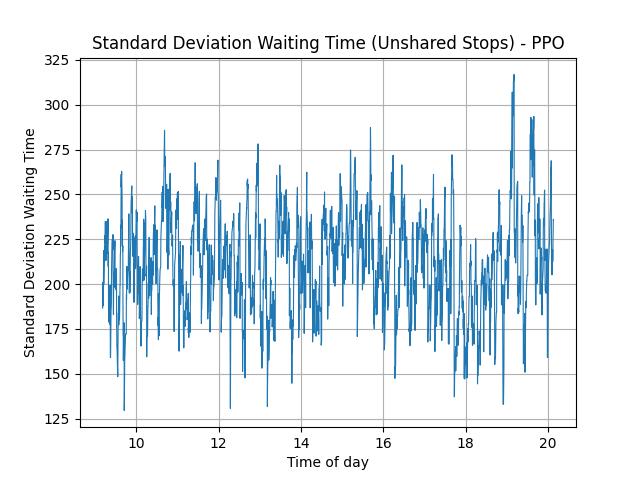 Standard Deviation Waiting Time (Unshared Stops) - PPO
Standard Deviation Waiting Time
325
300
275
250
225
200
175
150
125
10 12 14 16 18 20
Time of day